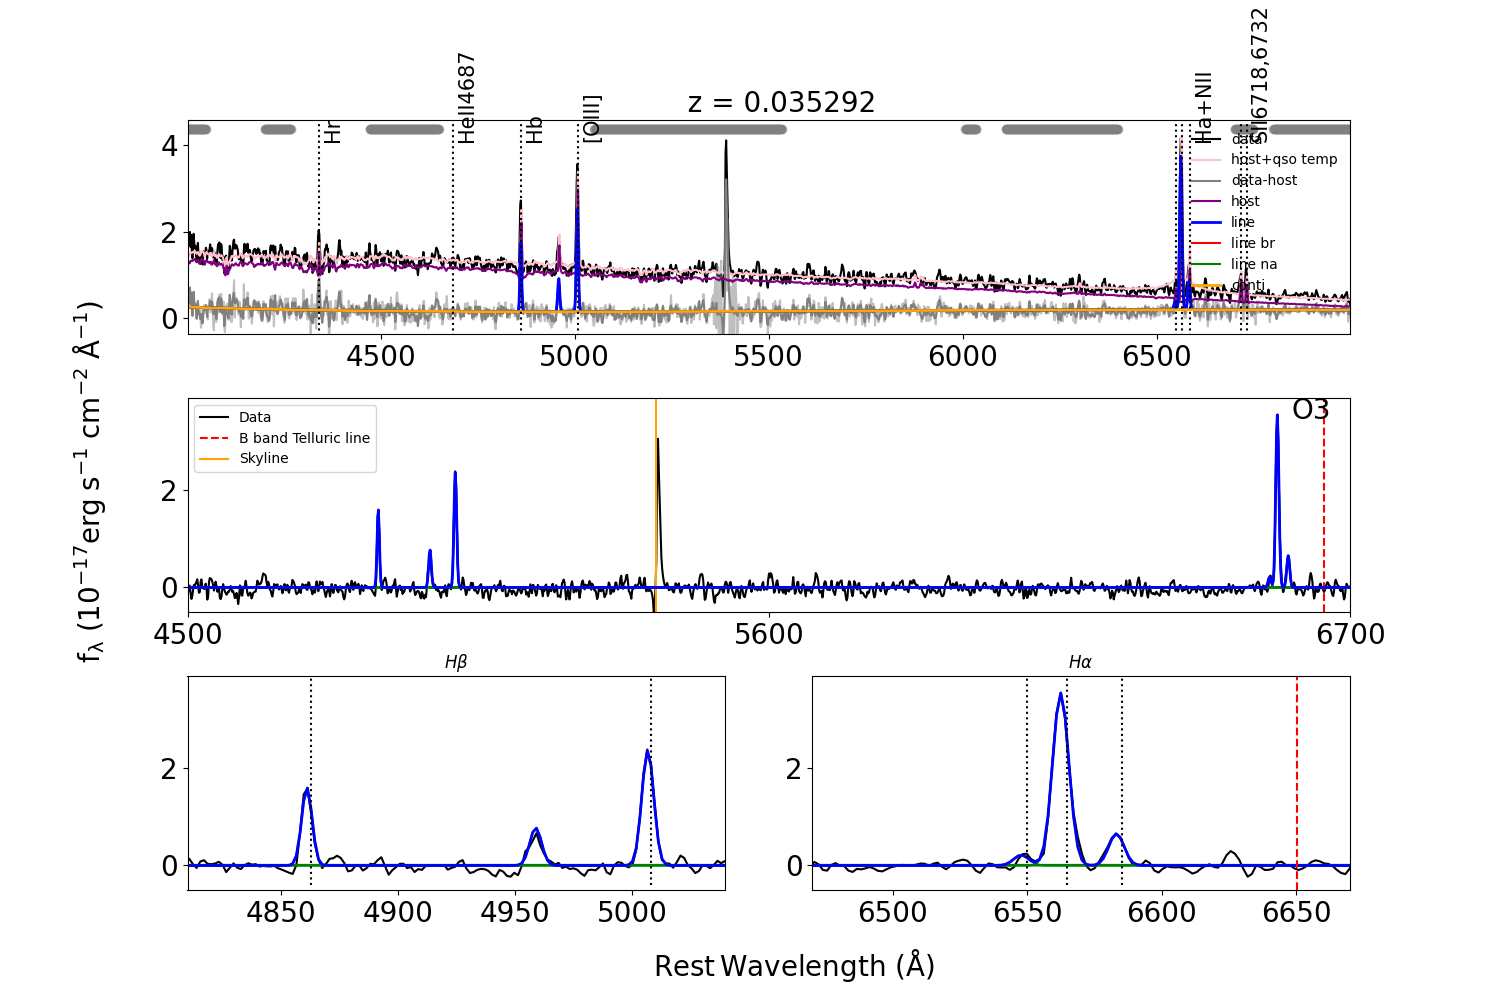 z = 0.035292
Hr
HeII4687
Hb
[OIII]
Ha+NII
SII6718,6732
data
host+qso temp
data-host
host
line
line br
line na
conti
4
2
0
4500
5000
5500
6000
6500
Data
B band Telluric line
Skyline
O3
2
0
4500
5600
6700
Hβ
2
0
4850
4900
4950
5000
Hα
2
0
6500
6550
6600
6650
fλ (10⁻¹⁷erg s⁻¹ cm⁻² Å⁻¹)
Rest Wavelength (Å)